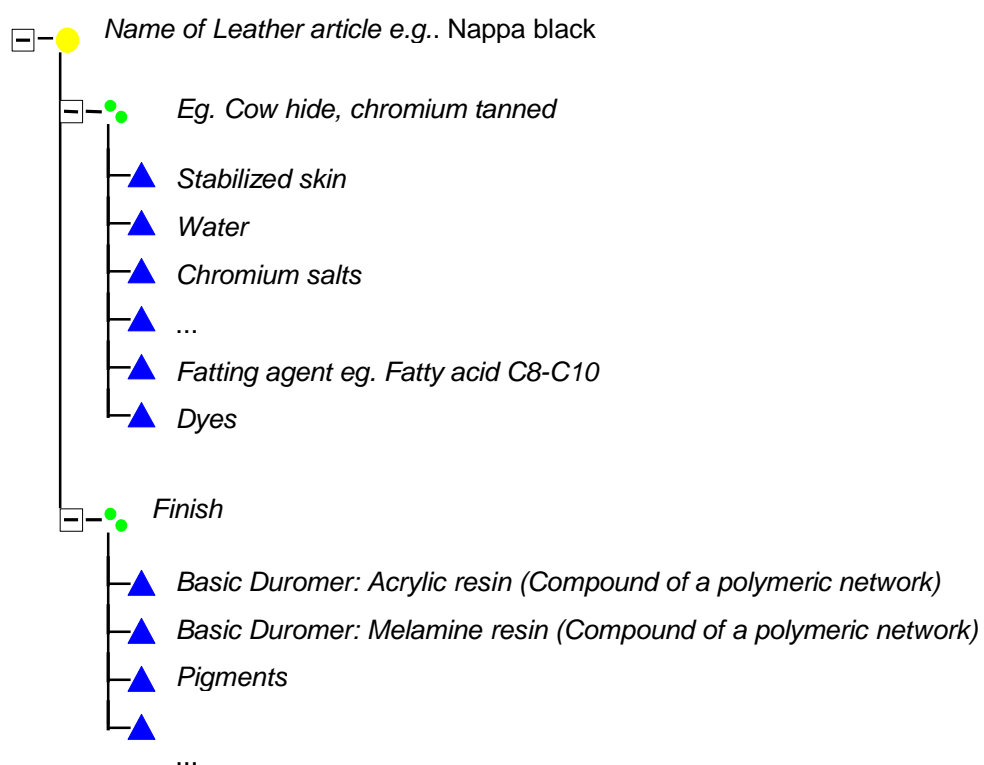 Name of Leather article e.g.. Nappa black
Eg. Cow hide, chromium tanned
Stabilized skin
Water
Chromium salts
...
Fatting agent eg. Fatty acid C8-C10
Dyes
Finish
Basic Duromer: Acrylic resin (Compound of a polymeric network)
Basic Duromer: Melamine resin (Compound of a polymeric network)
Pigments
...